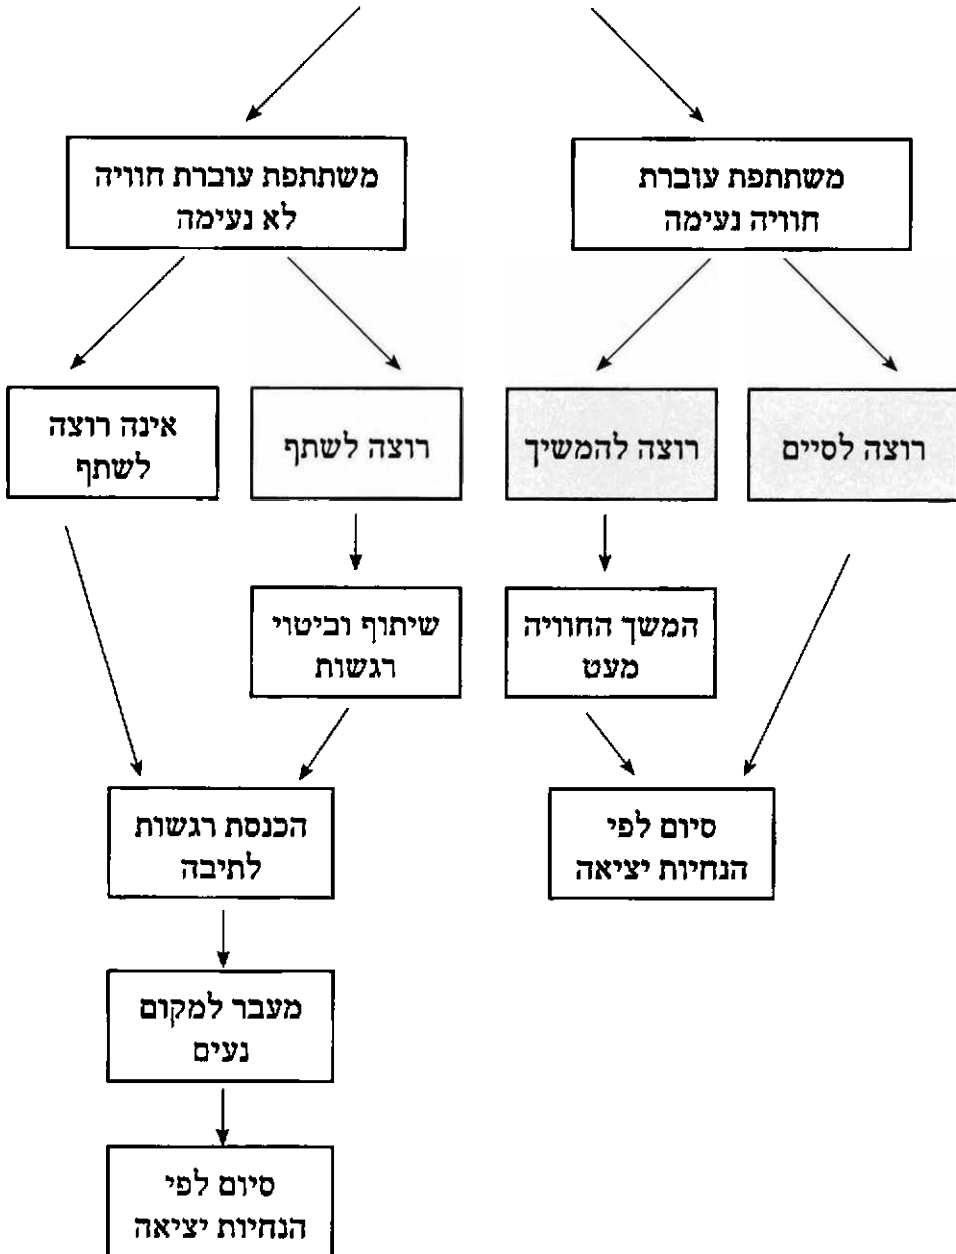 משתתפת עוברת
חוויה נעימה
משתתפת עוברת חוויה
לא נעימה
רוצה לסיים
רוצה להמשיך
רוצה לשתף
אינה רוצה
לשתף
המשך החוויה
מעט
שיתוף וביטוי
רגשות
סיום לפי
הנחיות יציאה
הכנסת רגשות
לתיבה
מעבר למקום
נעים
סיום לפי
הנחיות יציאה